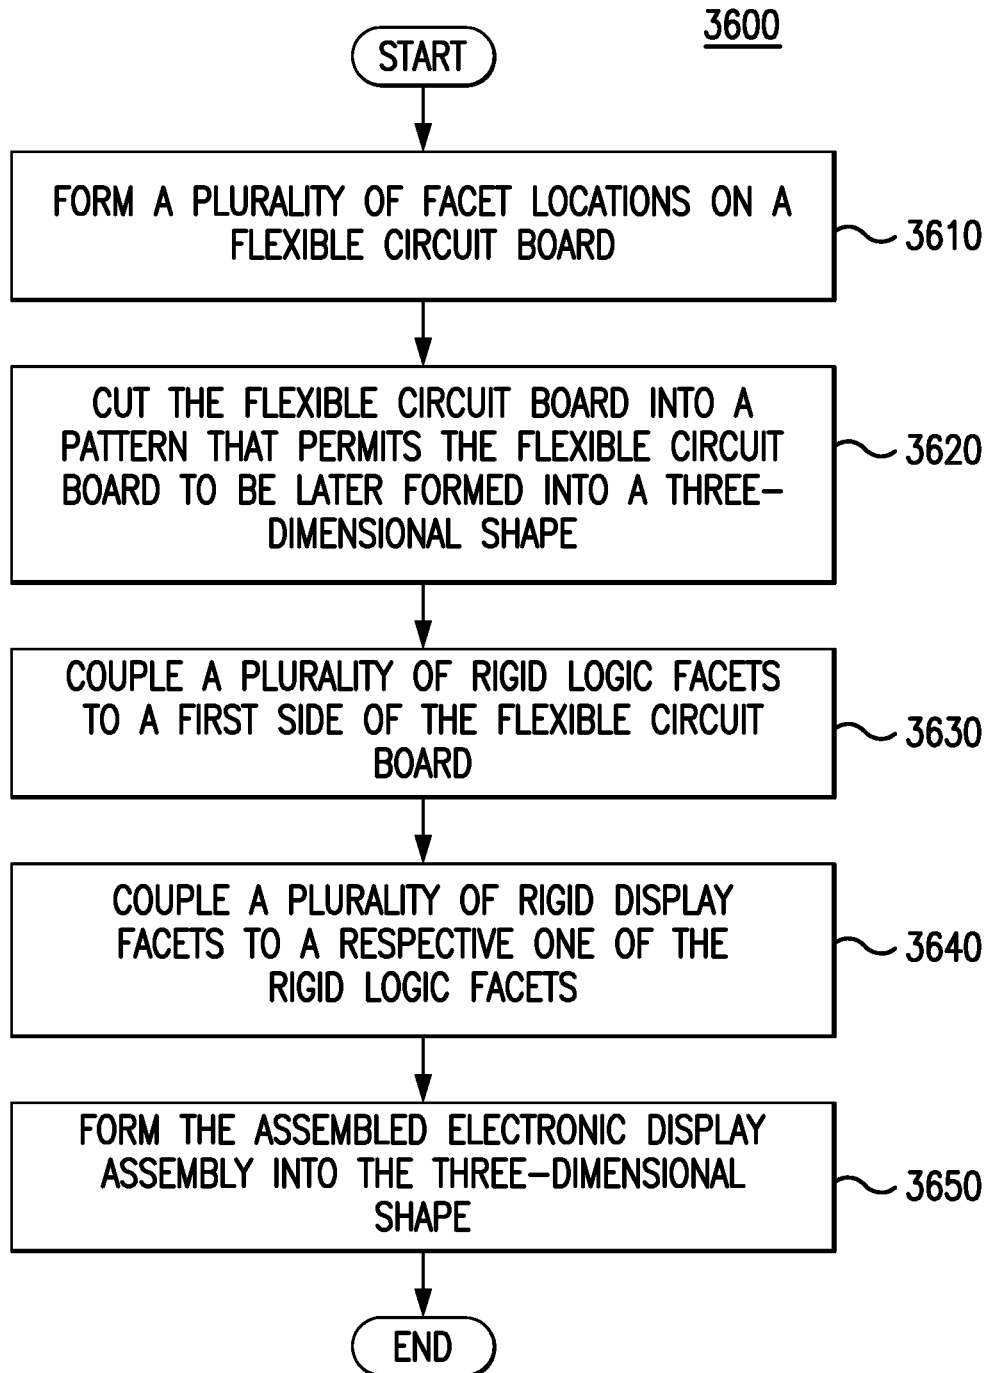 3600
START
FORM A PLURALITY OF FACET LOCATIONS ON A
FLEXIBLE CIRCUIT BOARD
3610
CUT THE FLEXIBLE CIRCUIT BOARD INTO A
PATTERN THAT PERMITS THE FLEXIBLE CIRCUIT
BOARD TO BE LATER FORMED INTO A THREE-
DIMENSIONAL SHAPE
3620
COUPLE A PLURALITY OF RIGID LOGIC FACETS
TO A FIRST SIDE OF THE FLEXIBLE CIRCUIT
BOARD
3630
COUPLE A PLURALITY OF RIGID DISPLAY
FACETS TO A RESPECTIVE ONE OF THE
RIGID LOGIC FACETS
3640
FORM THE ASSEMBLED ELECTRONIC DISPLAY
ASSEMBLY INTO THE THREE-DIMENSIONAL
SHAPE
3650
END